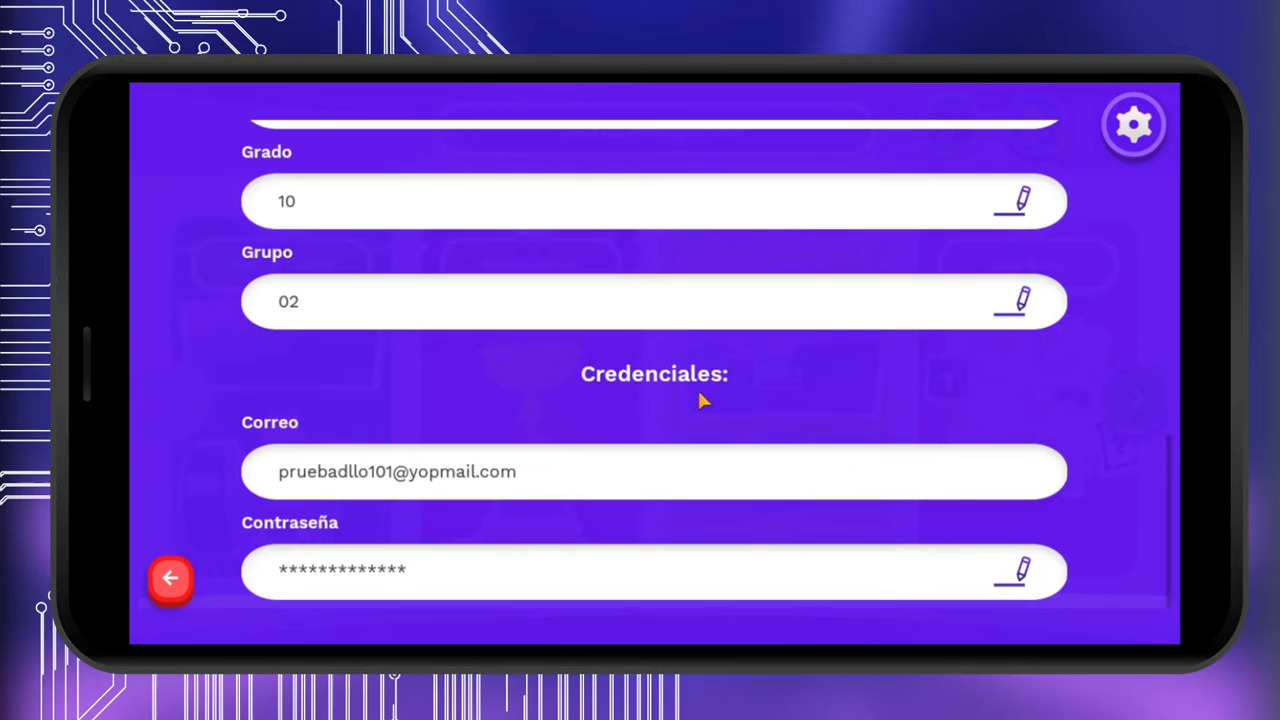 Grado
10
Grupo
02
Credenciales:
Correo
pruebadllo101@yopmail.com
Contraseña
*************